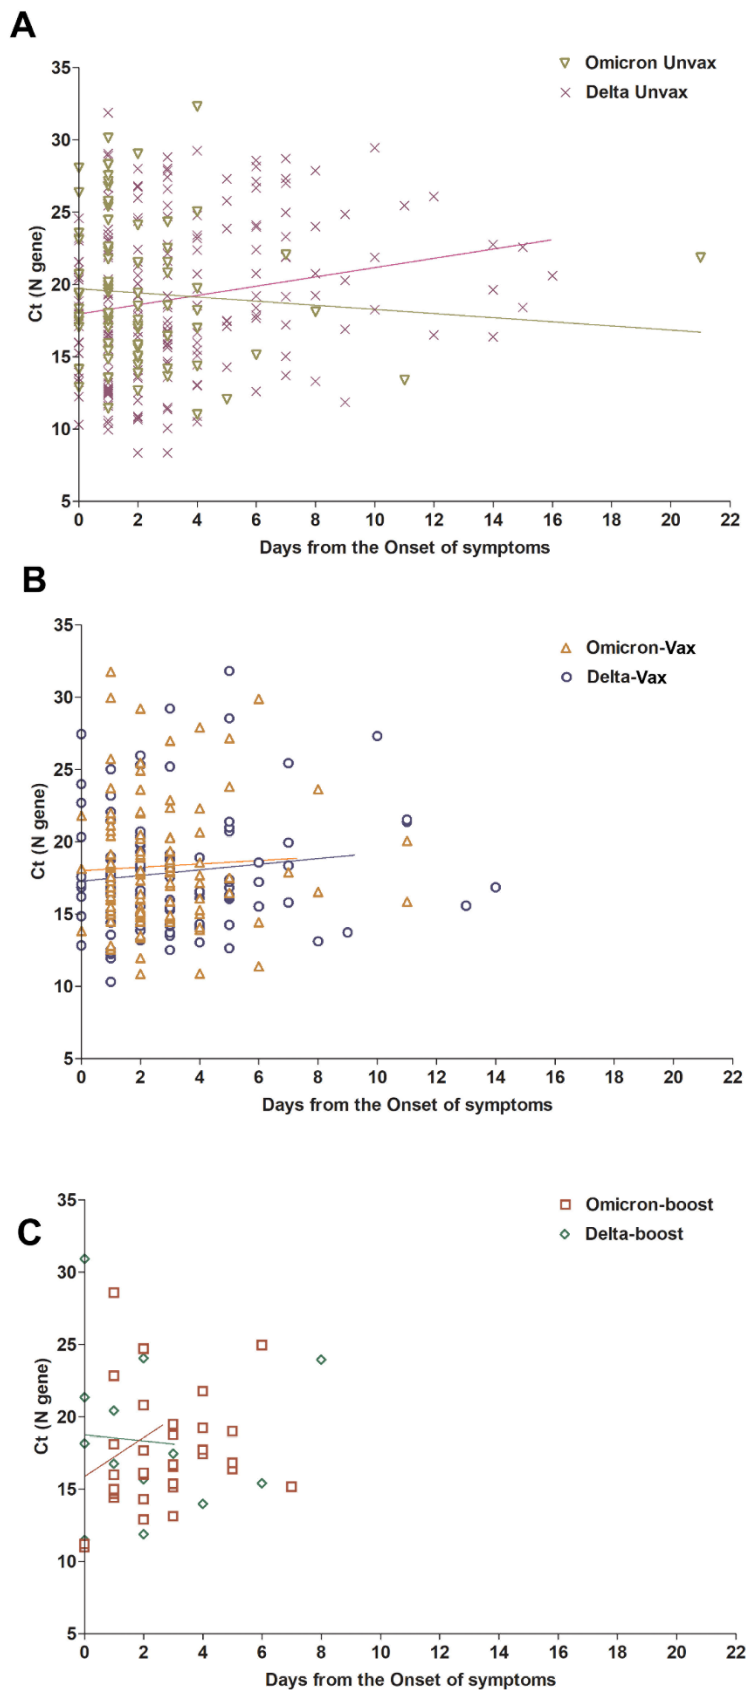 A
Omicron Unvax
Delta Unvax
35
30
25
20
15
10
5
Ct (N gene)
0 2 4 6 8 10 12 14 16 18 20 22
Days from the Onset of symptoms
B
Omicron-Vax
Delta-Vax
35
30
25
20
15
10
5
Ct (N gene)
0 2 4 6 8 10 12 14 16 18 20 22
Days from the Onset of symptoms
C
Omicron-boost
Delta-boost
35
30
25
20
15
10
5
Ct (N gene)
0 2 4 6 8 10 12 14 16 18 20 22
Days from the Onset of symptoms